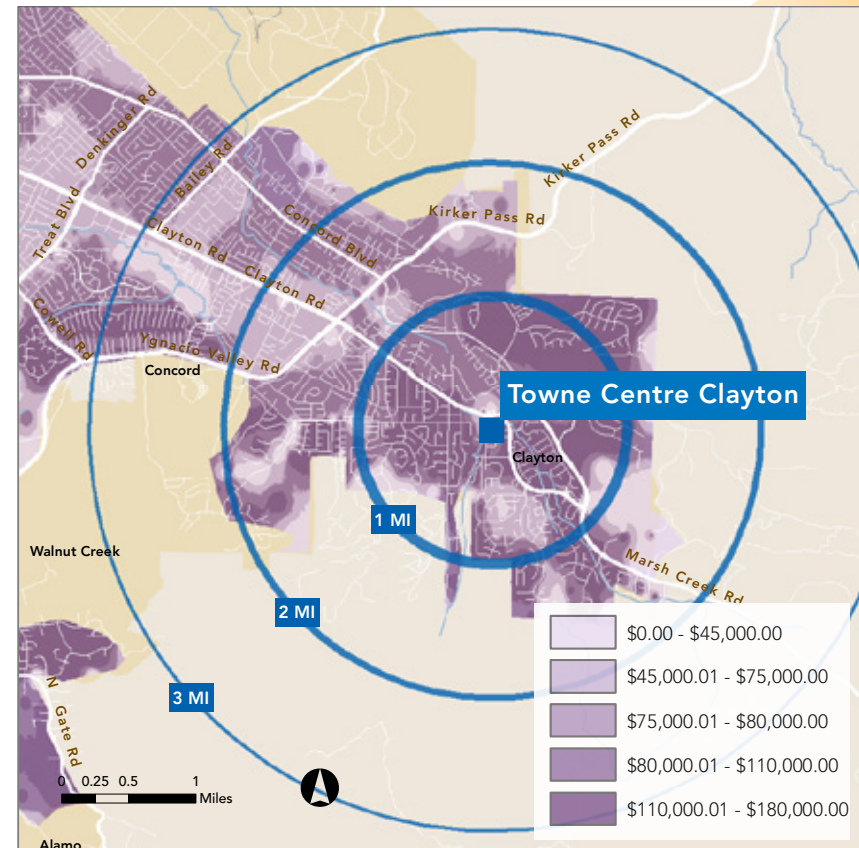 Denkinger Rd
Bailey Rd
Treat Blvd
Kirker Pass Rd
Kirker Pass Rd
Concord Blvd
Clayton Rd
Clayton Rd
Cowell Rd
Ygnacio Valley Rd
Concord
Towne Centre Clayton
Clayton
1 MI
Walnut Creek
Marsh Creek Rd
2 MI
3 MI
N Gate Rd
0 0.25 0.5 1
Miles
Alamo
$0.00 - $45,000.00
$45,000.01 - $75,000.00
$75,000.01 - $80,000.00
$80,000.01 - $110,000.00
$110,000.01 - $180,000.00